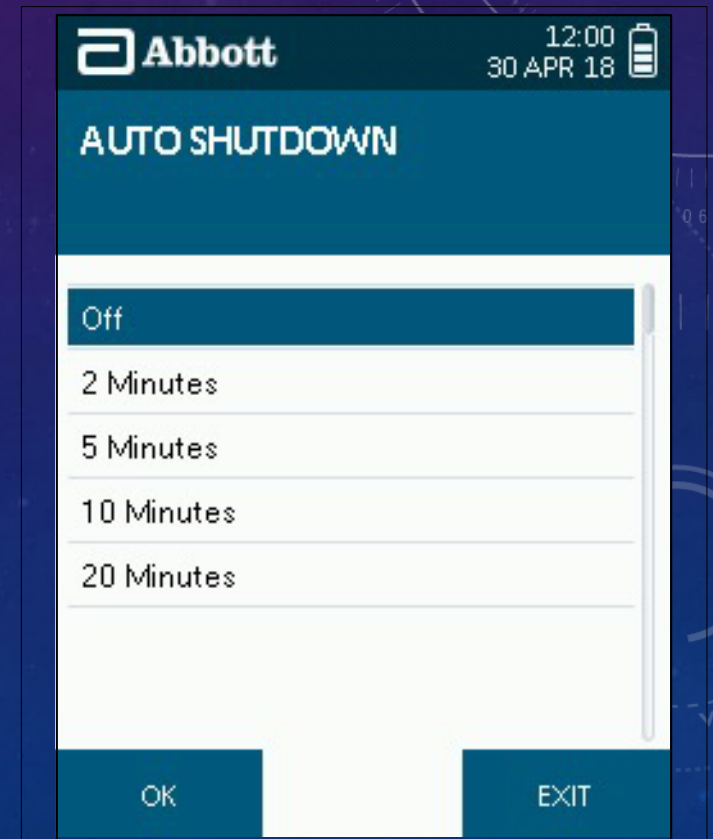 Abbott
12:00
30 APR 18
AUTO SHUTDOWN
06
Off
2 Minutes
5 Minutes
10 Minutes
20 Minutes
OK
EXIT